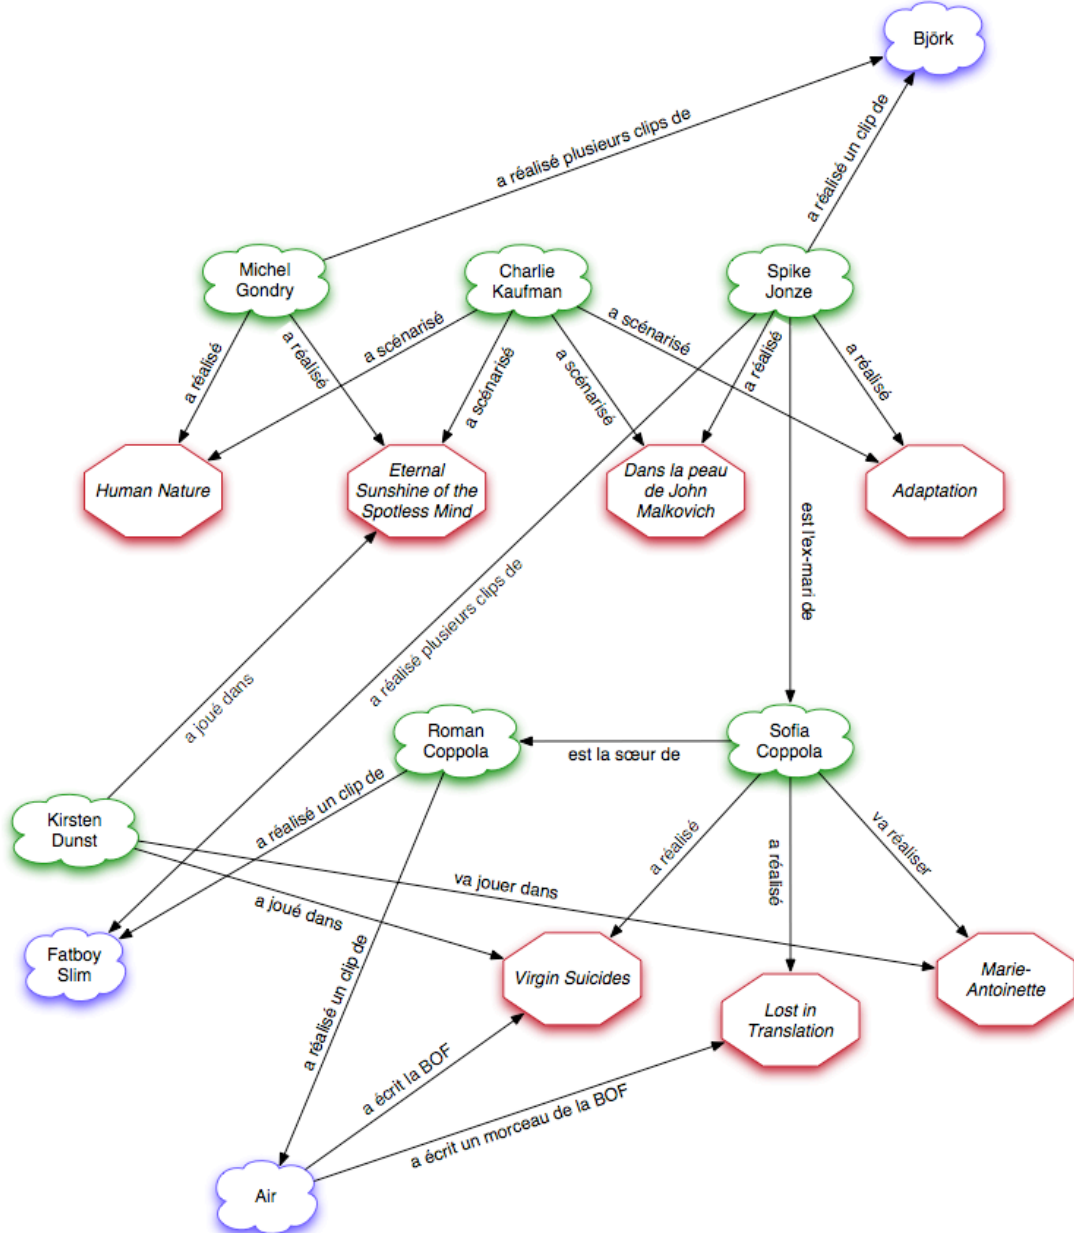 Björk
a réalisé plusieurs clips de
a réalisé un clip de
Michel
Gondry
Charlie
Kaufman
Spike
Jonze
a réalisé
a réalisé
a scénarisé
a scénarisé
a scénarisé
a scénarisé
a réalisé
a réalisé
Human Nature
Eternal
Sunshine of the
Spotless Mind
Dans la peau
de John
Malkovich
Adaptation
est l'ex-mari de
a réalisé plusieurs clips de
a joué dans
Roman
Coppola
est la sœur de
Sofia
Coppola
Kirsten
Dunst
a réalisé un clip de
a réalisé
a réalisé
va réaliser
va jouer dans
a joué dans
Fatboy
Slim
a réalisé un clip de
Virgin Suicides
Lost in
Translation
Marie-
Antoinette
a écrit la BOF
a écrit un morceau de la BOF
Air